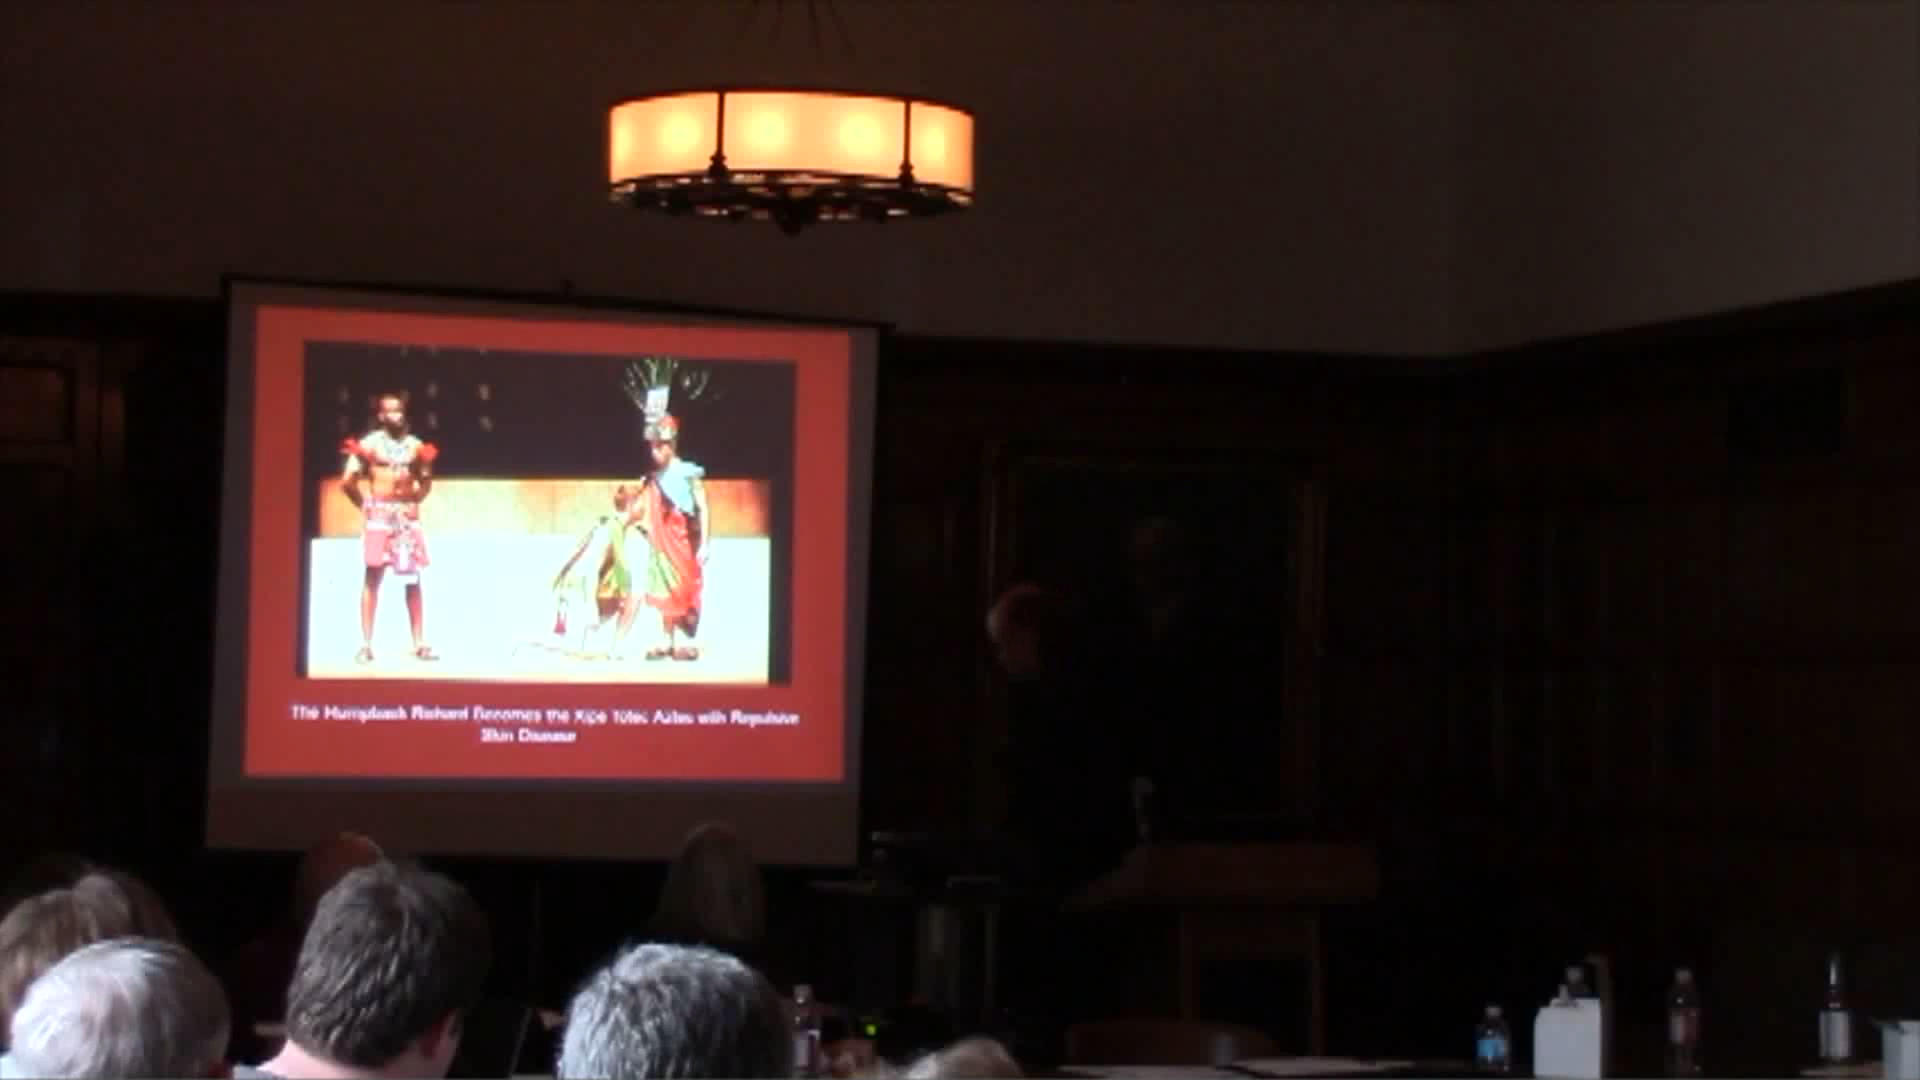 The Humpback Richard Becomes the Xipe Totec Aztec with Repulsive
Skin Disease